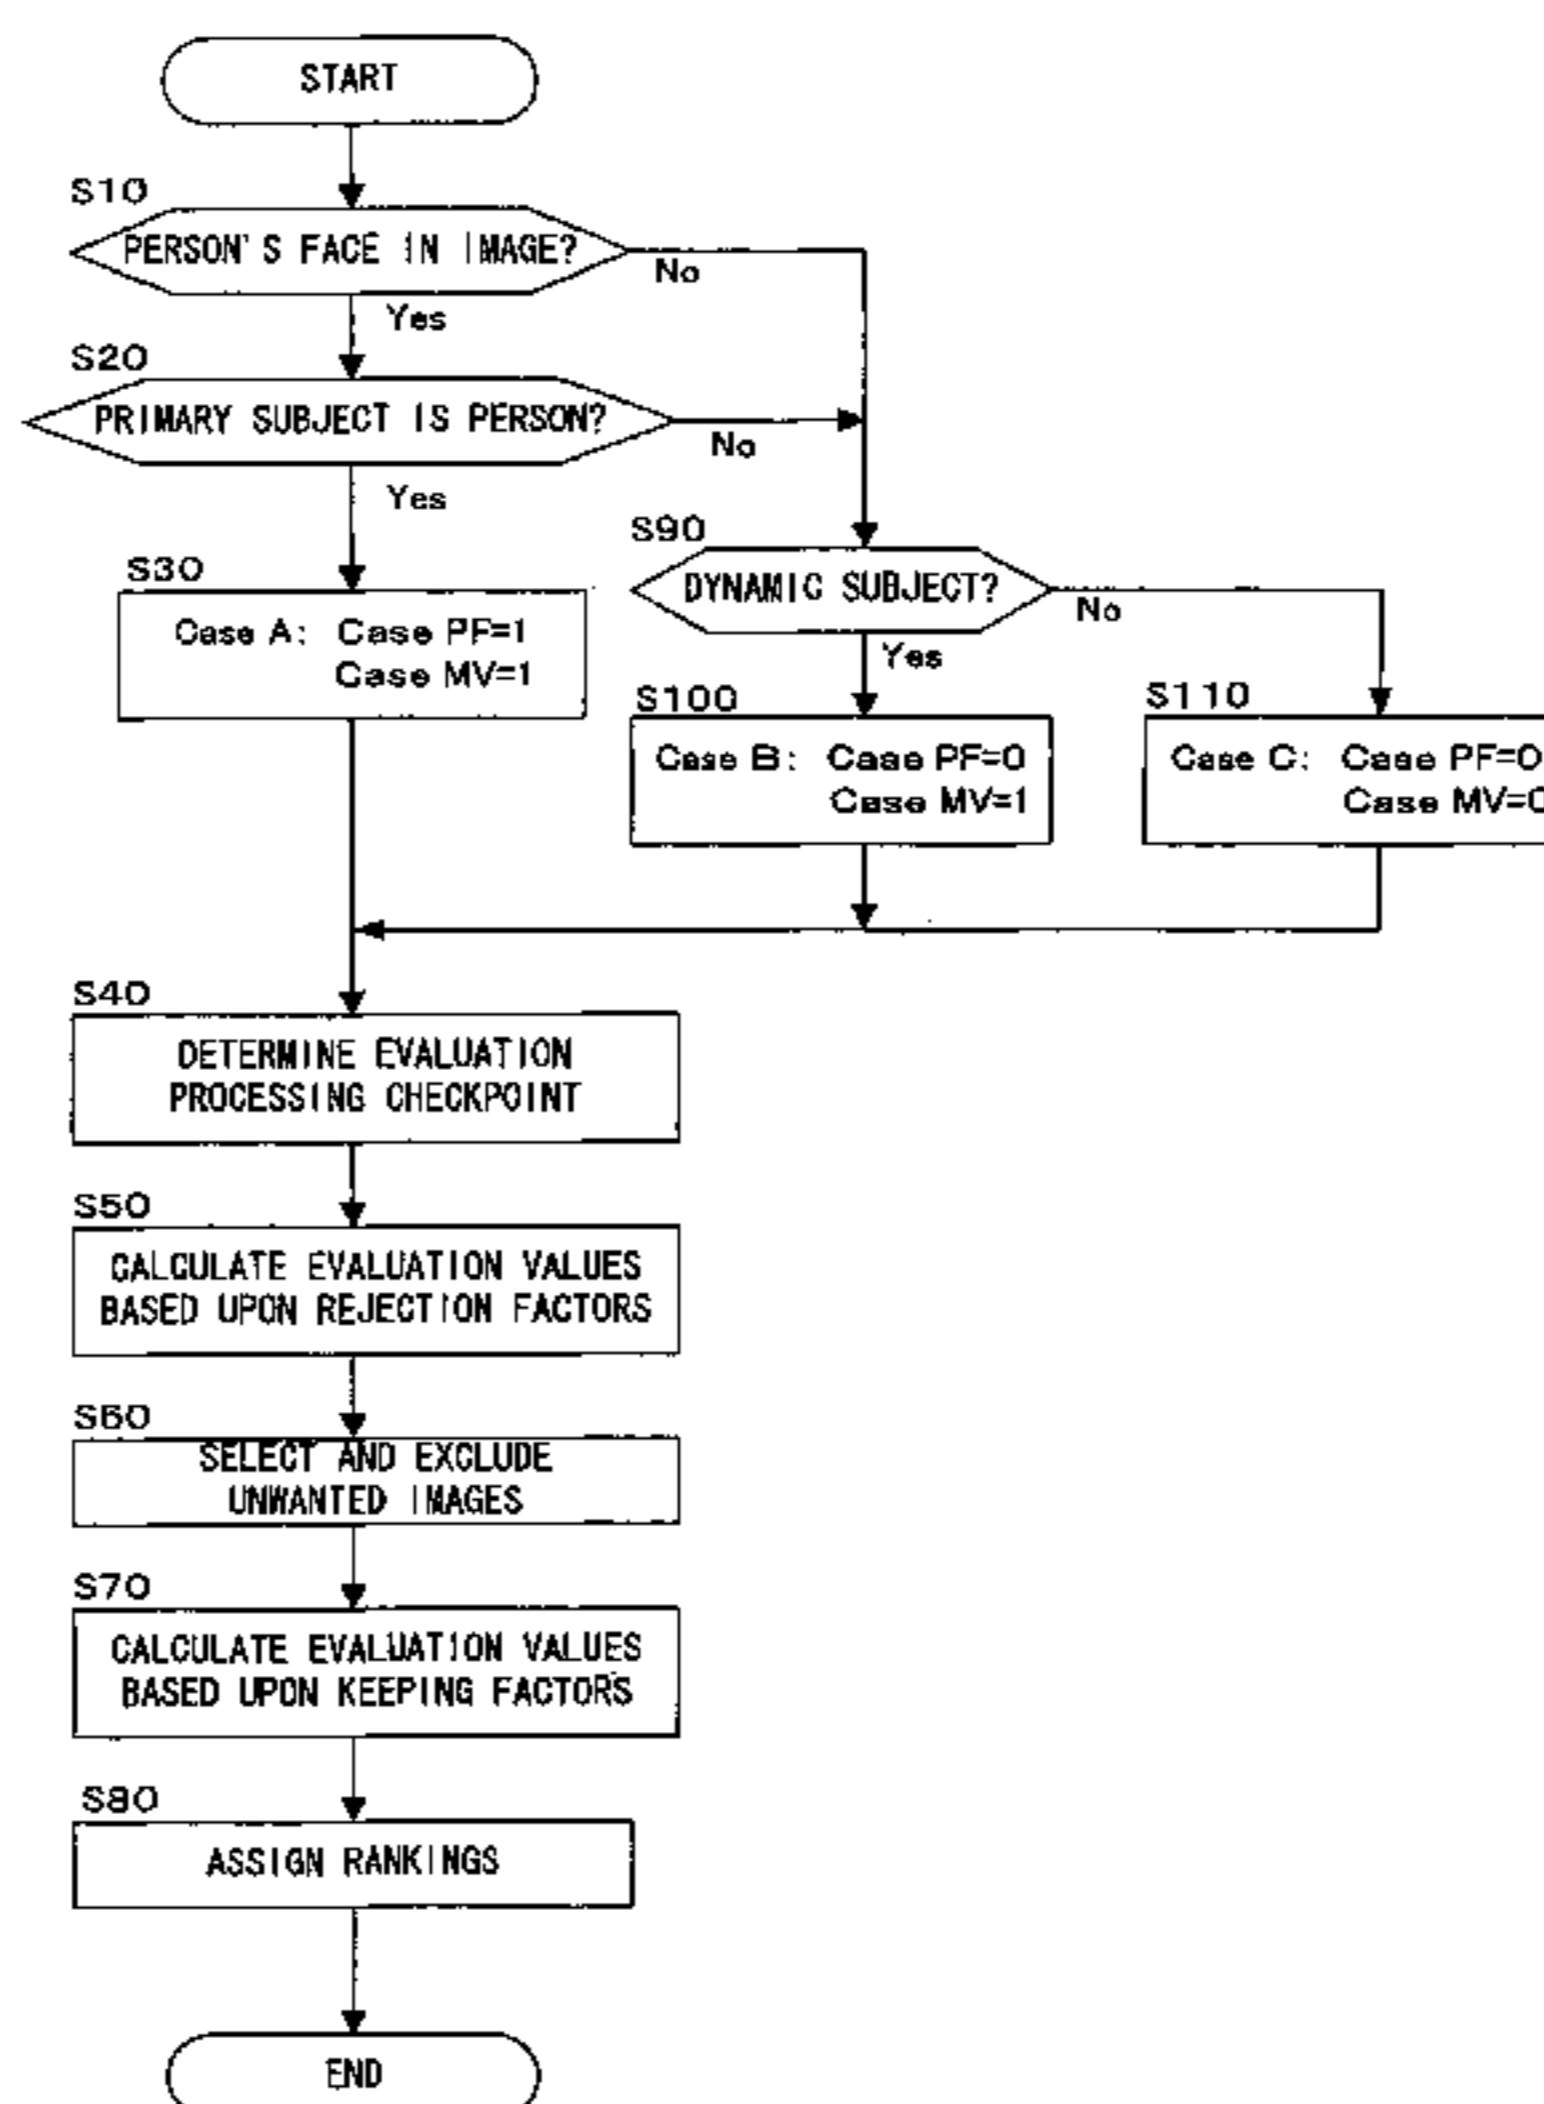 START
S10
PERSON'S FACE IN IMAGE?
No
Yes
S20
PRIMARY SUBJECT IS PERSON?
No
Yes
S30
Case A: Case PF=1
Case MV=1
S90
DYNAMIC SUBJECT?
No
Yes
S100
Case B: Case PF=0
Case MV=1
S110
Case C: Case PF=0
Case MV=0
S40
DETERMINE EVALUATION
PROCESSING CHECKPOINT
S50
CALCULATE EVALUATION VALUES
BASED UPON REJECTION FACTORS
S60
SELECT AND EXCLUDE
UNWANTED IMAGES
S70
CALCULATE EVALUATION VALUES
BASED UPON KEEPING FACTORS
S80
ASSIGN RANKINGS
END